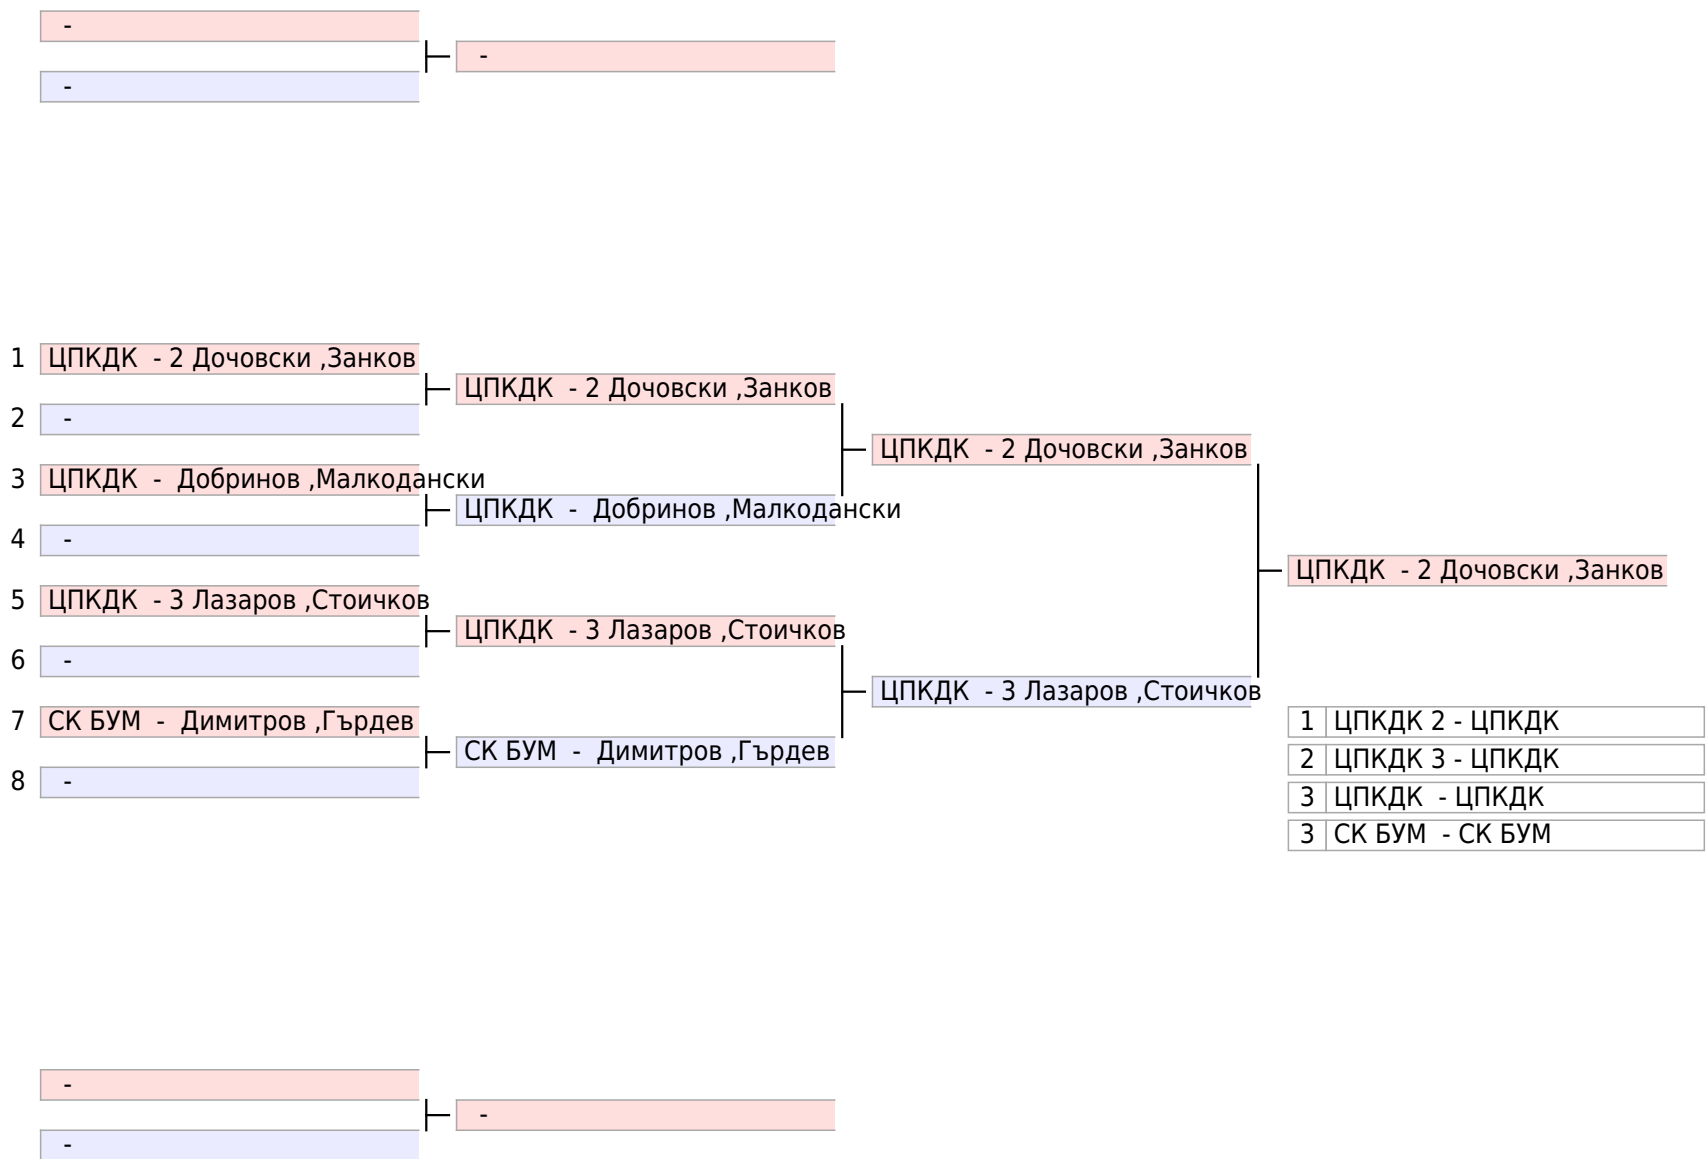 -
-
-
1 ЦПКДК - 2 Дочовски ,Занков
ЦПКДК - 2 Дочовски ,Занков
2 -
ЦПКДК - 2 Дочовски ,Занков
3 ЦПКДК - Добринов ,Малкодански
ЦПКДК - Добринов ,Малкодански
4 -
ЦПКДК - 2 Дочовски ,Занков
5 ЦПКДК - 3 Лазаров ,Стоичков
ЦПКДК - 3 Лазаров ,Стоичков
6 -
ЦПКДК - 3 Лазаров ,Стоичков
7 СК БУМ - Димитров ,Гърдев
1 ЦПКДК 2 - ЦПКДК
СК БУМ - Димитров ,Гърдев
2 ЦПКДК 3 - ЦПКДК
8 -
3 ЦПКДК - ЦПКДК
3 СК БУМ - СК БУМ
-
-
-